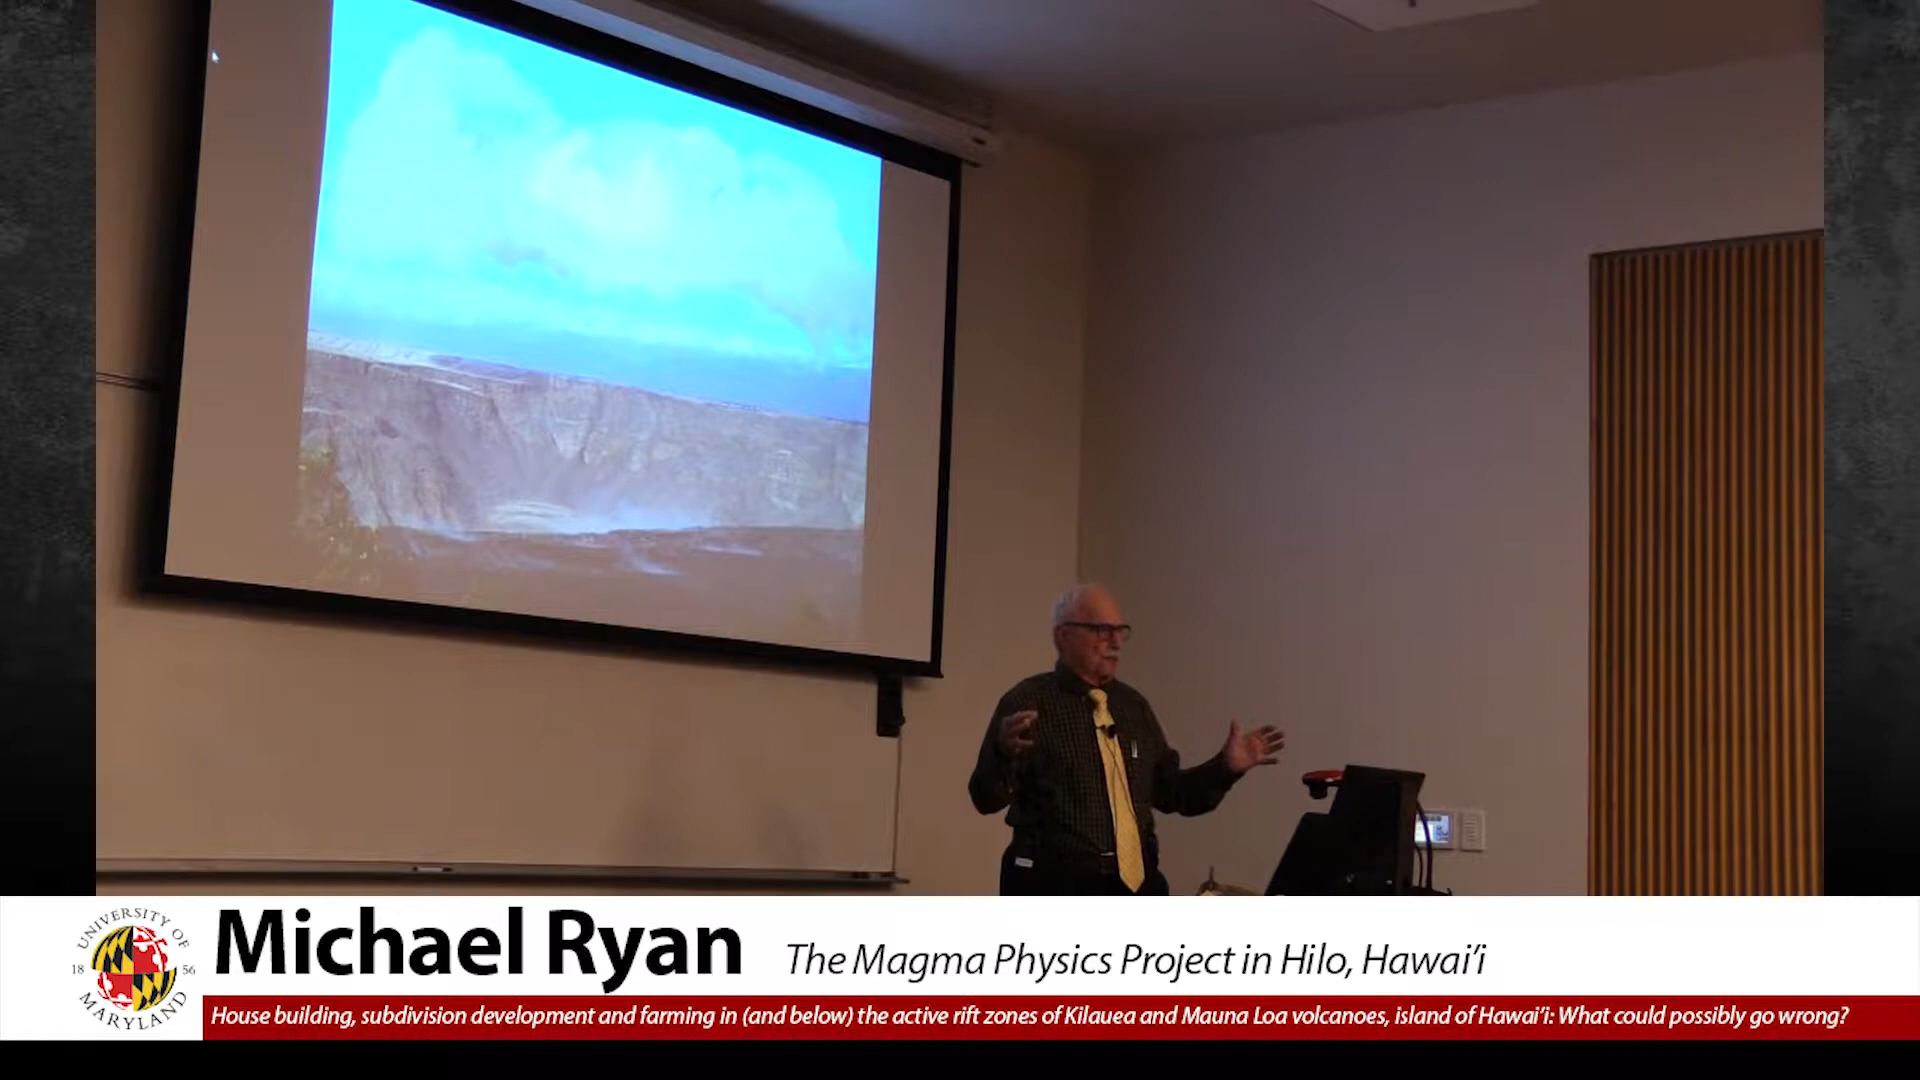 UNIVERSITY OF
18 56
MARYLAND
Michael Ryan
The Magma Physics Project in Hilo, Hawai‘i
House building, subdivision development and farming in (and below) the active rift zones of Kilauea and Mauna Loa volcanoes, island of Hawai‘i: What could possibly go wrong?